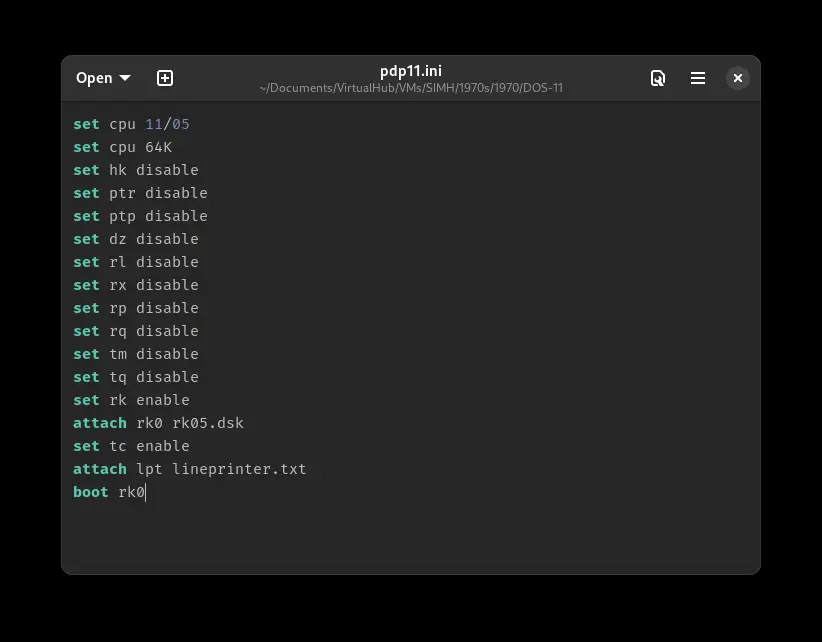 Open
pdp11.ini
~/Documents/VirtualHub/VMs/SIMH/1970s/1970/DOS-11
set cpu 11/05
set cpu 64K
set hk disable
set ptr disable
set ptp disable
set dz disable
set rl disable
set rx disable
set rp disable
set rq disable
set tm disable
set tq disable
set rk enable
attach rk0 rk05.dsk
set tc enable
attach lpt lineprinter.txt
boot rk0